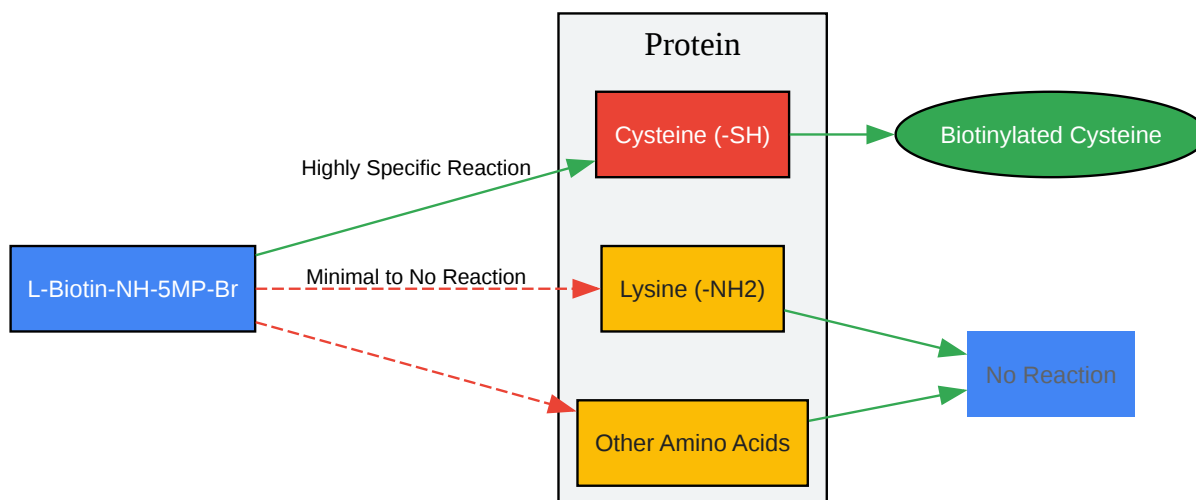 Protein
Cysteine (-SH)
Biotinylated Cysteine
Highly Specific Reaction
L-Biotin-NH-5MP-Br
Minimal to No Reaction
Lysine (-NH2)
No Reaction
Other Amino Acids